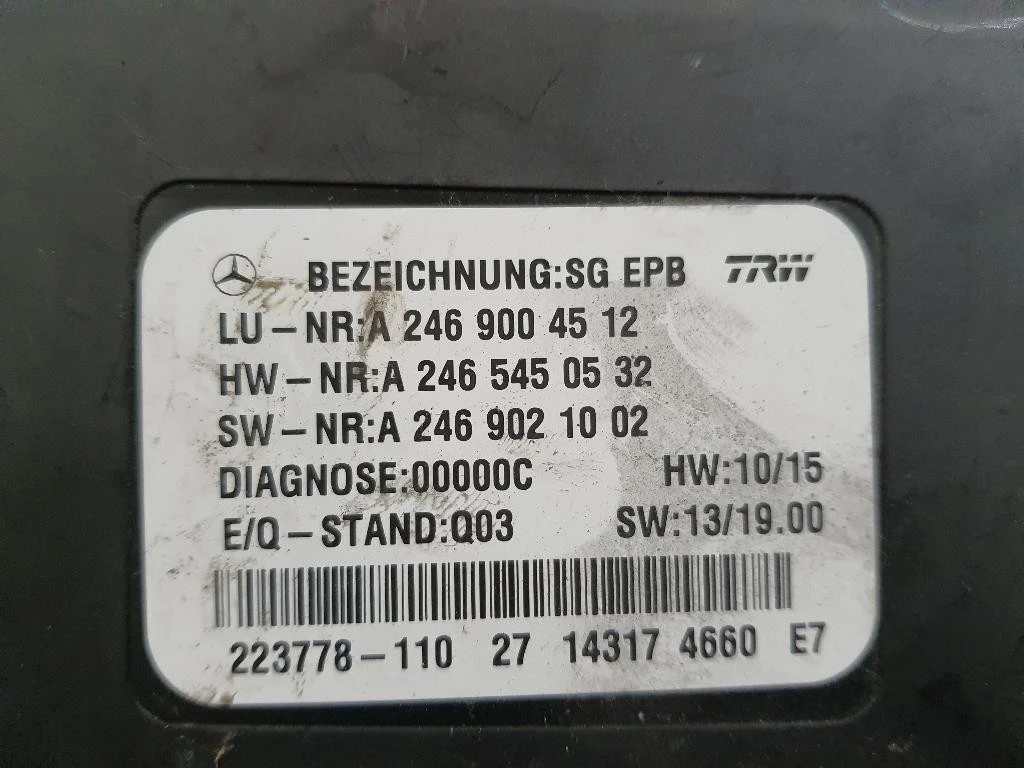 BEZEICHNUNG:SG EPB TRW
LU-NR:A 246 900 45 12
HW-NR:A 246 545 05 32
SW-NR:A 246 902 10 02
DIAGNOSE:00000C HW:10/15
E/Q-STAND:Q03 SW:13/19.00
223778-110 27 14317 4660 E7